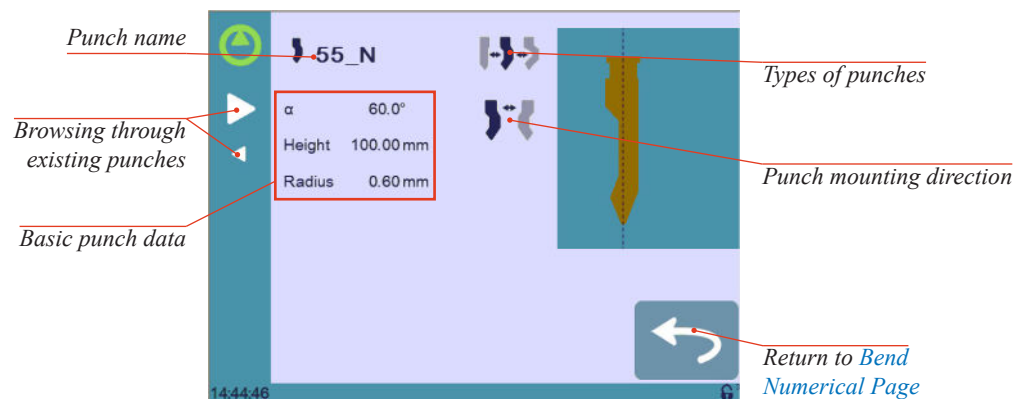 Punch name
55_N
Types of punches
α 60.0°
Height 100.00 mm
Radius 0.60 mm
Browsing through
existing punches
Punch mounting direction
Basic punch data
Return to Bend
Numerical Page
14:44:46